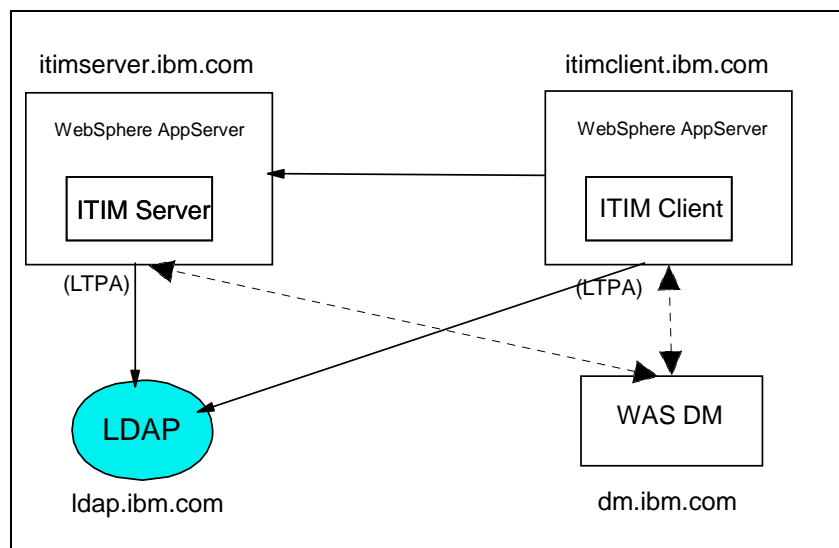 itimserver.ibm.com
itimclient.ibm.com
WebSphere AppServer
WebSphere AppServer
ITIM Server
ITIM Client
(LTPA)
(LTPA)
LDAP
WAS DM
ldap.ibm.com
dm.ibm.com